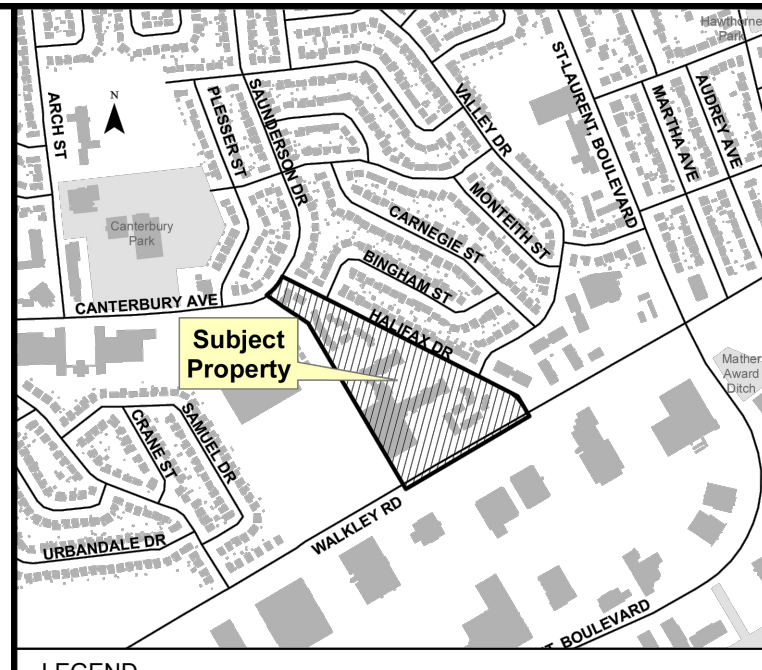 Hawthorne
Park
ARCH ST
N
PLESSER ST
SAUNDERSON DR
VALLEY DR
ST-LAURENT, BOULEVARD
MARTHA AVE
AUDREY AVE
Canterbury
Park
CARNEGIE ST
MONTEITH ST
BINGHAM ST
CANTERBURY AVE
HALIFAX DR
Subject
Property
Mather
Award
Ditch
CRANE ST
SAMUEL DR
WALKLEY RD
URBANDALE DR
T, BOULEVARD
LEGEND